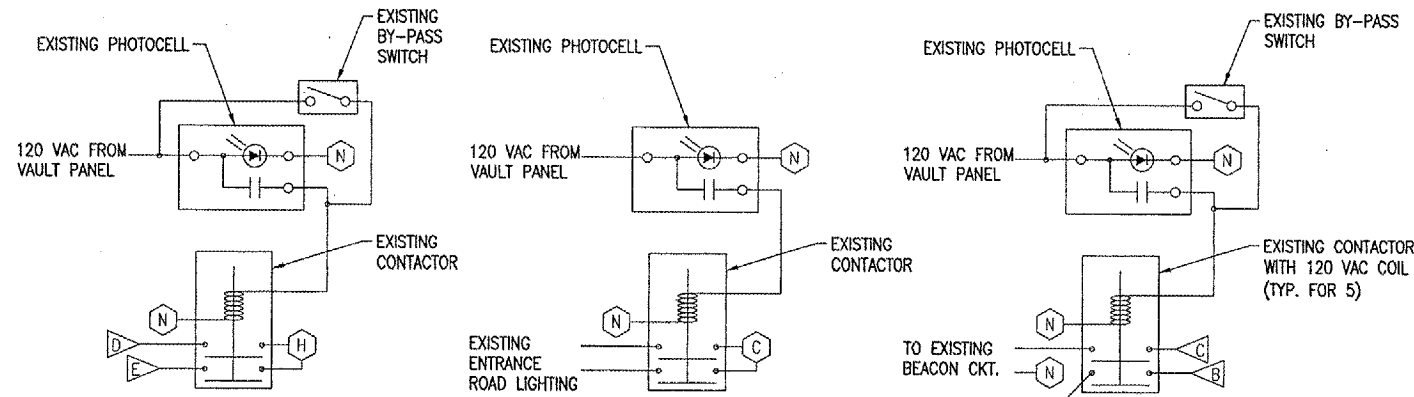 EXISTING
BY-PASS
SWITCH
EXISTING PHOTOCELL
120 VAC FROM
VAULT PANEL
N
EXISTING
CONTACTOR
N
D
E
H
EXISTING PHOTOCELL
120 VAC FROM
VAULT PANEL
N
EXISTING
CONTACTOR
N
EXISTING
ENTRANCE
ROAD LIGHTING
C
EXISTING BY-PASS
SWITCH
EXISTING PHOTOCELL
120 VAC FROM
VAULT PANEL
N
EXISTING CONTACTOR
WITH 120 VAC COIL
(TYP. FOR 5)
N
TO EXISTING
BEACON CKT.
N
C
B